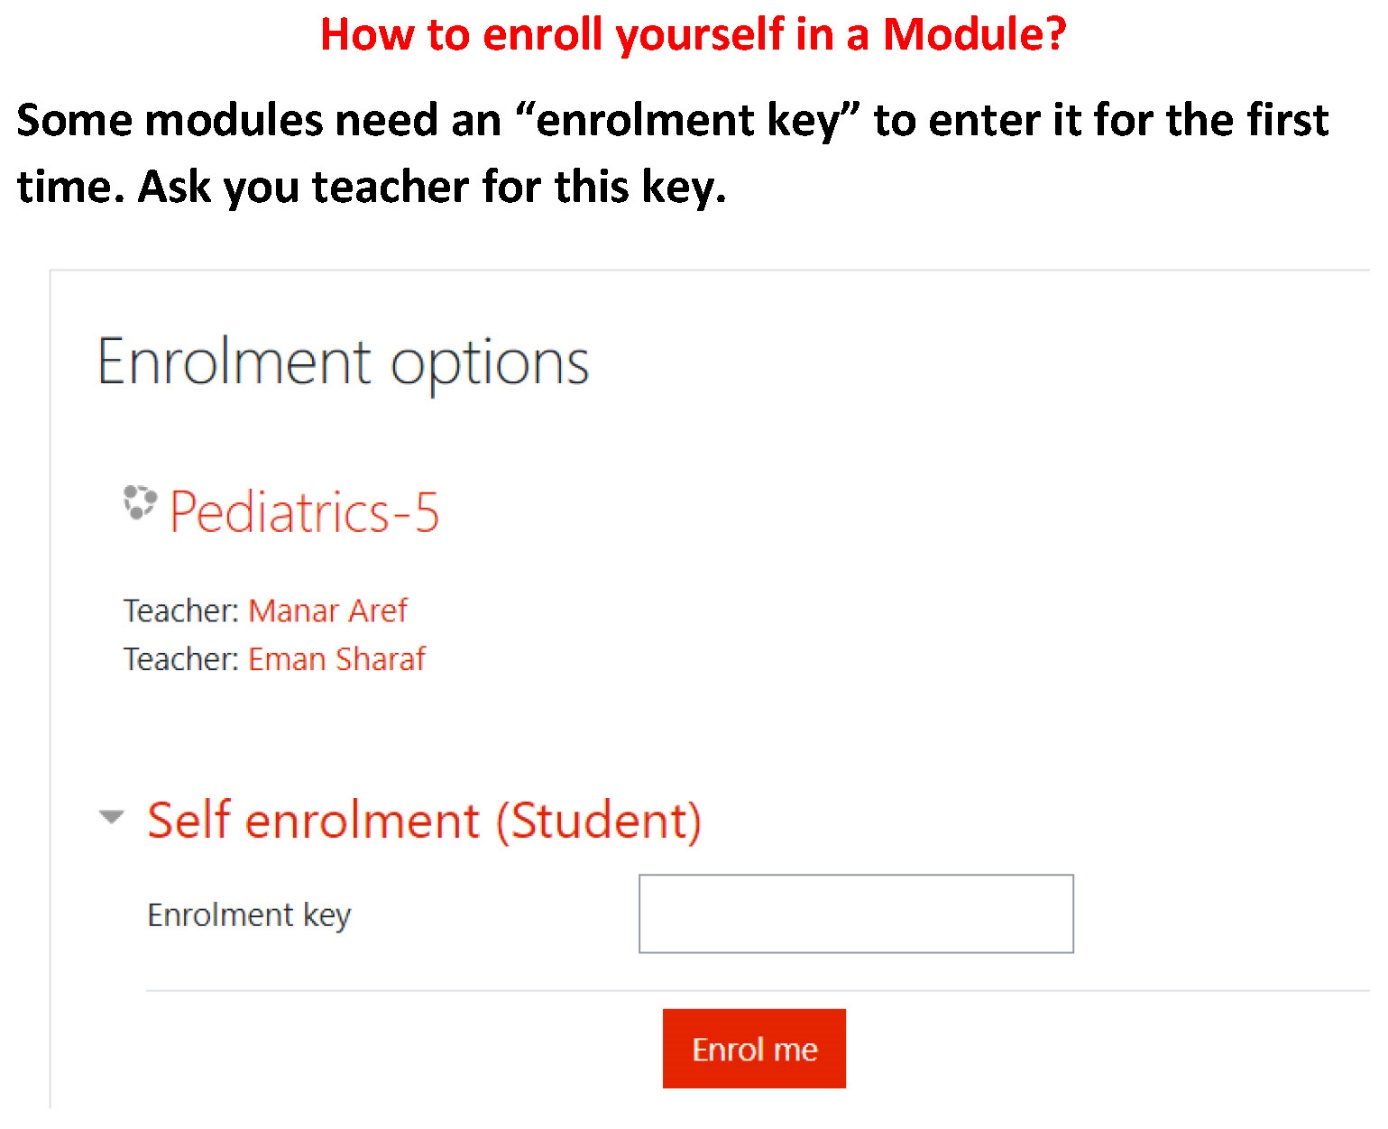 How to enroll yourself in a Module?
Some modules need an “enrolment key” to enter it for the first
time. Ask you teacher for this key.
Enrolment options
Pediatrics-5
Teacher: Manar Aref
Teacher: Eman Sharaf
Self enrolment (Student)
Enrolment key
Enrol me